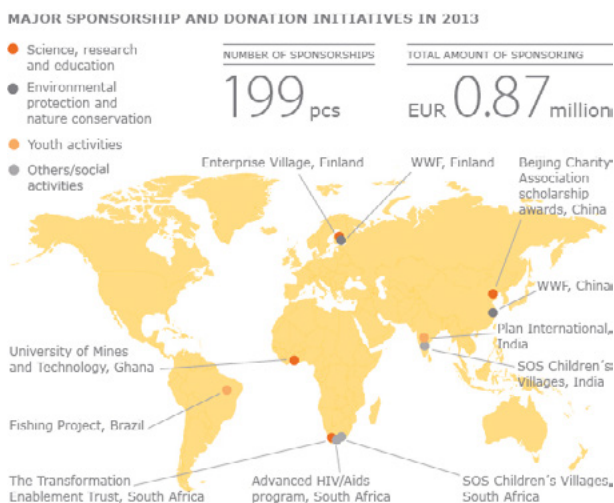 MAJOR SPONSORSHIP AND DONATION INITIATIVES IN 2013
Science, research
and education
Environmental
protection and
nature conservation
Youth activities
Others/social
activities
NUMBER OF SPONSORSHIPS
199 pcs
TOTAL AMOUNT OF SPONSORING
EUR 0.87 million
Enterprise Village, Finland
WWF, Finland
Beijing Charity
Association
scholarship
awards, China
WWF, China
Plan International,
India
SOS Children´s
Villages, India
University of Mines
and Technology, Ghana
Fishing Project, Brazil
The Transformation
Enablement Trust, South Africa
Advanced HIV/Aids
program, South Africa
SOS Children´s Villages,
South Africa